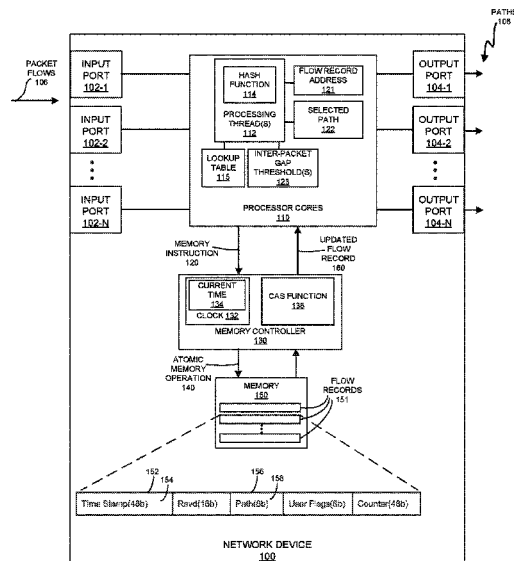 PATHS
108
PACKET
FLOWS
106
INPUT
PORT
102-1
INPUT
PORT
102-2
INPUT
PORT
102-N
HASH
FUNCTION
114
PROCESSING
THREAD(S)
112
FLOW RECORD
ADDRESS
121
SELECTED
PATH
122
LOOKUP
TABLE
115
INTER-PACKET
GAP
THRESHOLD(S)
123
PROCESSOR CORES
110
OUTPUT
PORT
104-1
OUTPUT
PORT
104-2
OUTPUT
PORT
104-N
MEMORY
INSTRUCTION
120
UPDATED
FLOW
RECORD
160
CURRENT
TIME
134
CLOCK 132
CAS FUNCTION
136
MEMORY CONTROLLER
130
ATOMIC
MEMORY
OPERATION
140
MEMORY
150
FLOW
RECORDS
151
152
154
156
158
Time Stamp(48b)
Rsvd(16b)
Path(8b)
User Flags(8b)
Counter(48b)
NETWORK DEVICE
100